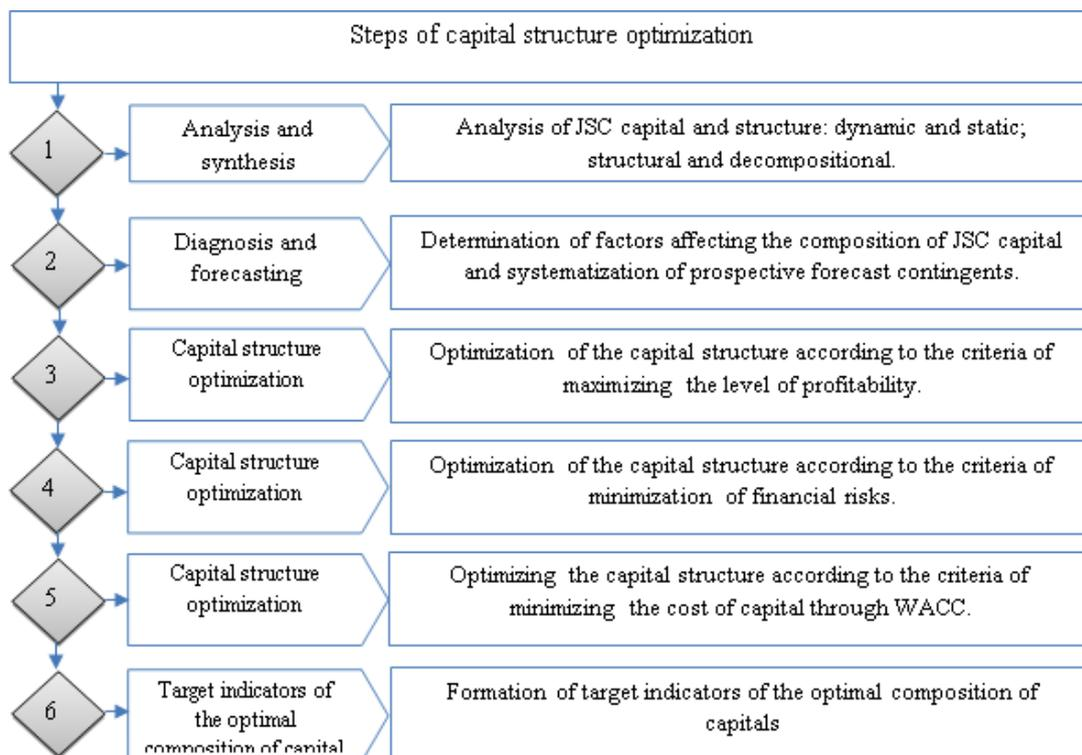 Steps of capital structure optimization
1
Analysis and
synthesis
Analysis of JSC capital and structure: dynamic and static;
structural and decompositional.
2
Diagnosis and
forecasting
Determination of factors affecting the composition of JSC capital
and systematization of prospective forecast contingents.
3
Capital structure
optimization
Optimization of the capital structure according to the criteria of
maximizing the level of profitability.
4
Capital structure
optimization
Optimization of the capital structure according to the criteria of
minimization of financial risks.
5
Capital structure
optimization
Optimizing the capital structure according to the criteria of
minimizing the cost of capital through WACC.
6
Target indicators of
the optimal
composition of capital
Formation of target indicators of the optimal composition of
capitals